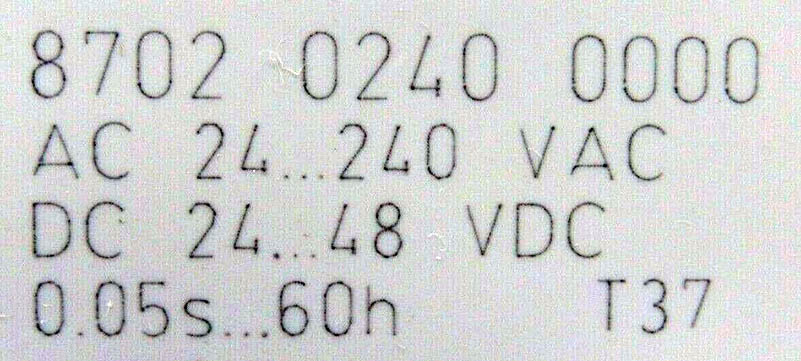 8702 0240 0000
AC 24...240 VAC
DC 24...48 VDC
0.05s...60h T37